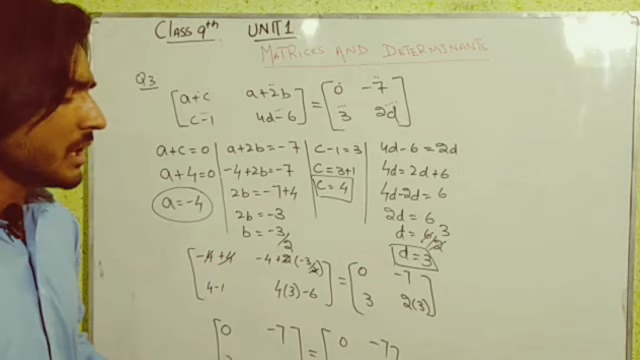 Class 9th UNIT 1
MATRICES AND DETERMINANTS
Q3
[a+c a+2b] = [0 -7]
[c-1 4d-6] [3 2d]
a+c=0 a+2b=-7 c-1=3 4d-6=2d
a+4=0 -4+2b=-7 c=3+1 4d=2d+6
a=-4 2b=-7+4 c=4 4d-2d=6
2b=-3 2d=6
b=-3/2 d=6/2 3
d=3
[-4+4 -4+2(-3/2)] = [0 -7]
[4-1 4(3)-6] [3 2(3)]
[0 -7] = [0 -7]